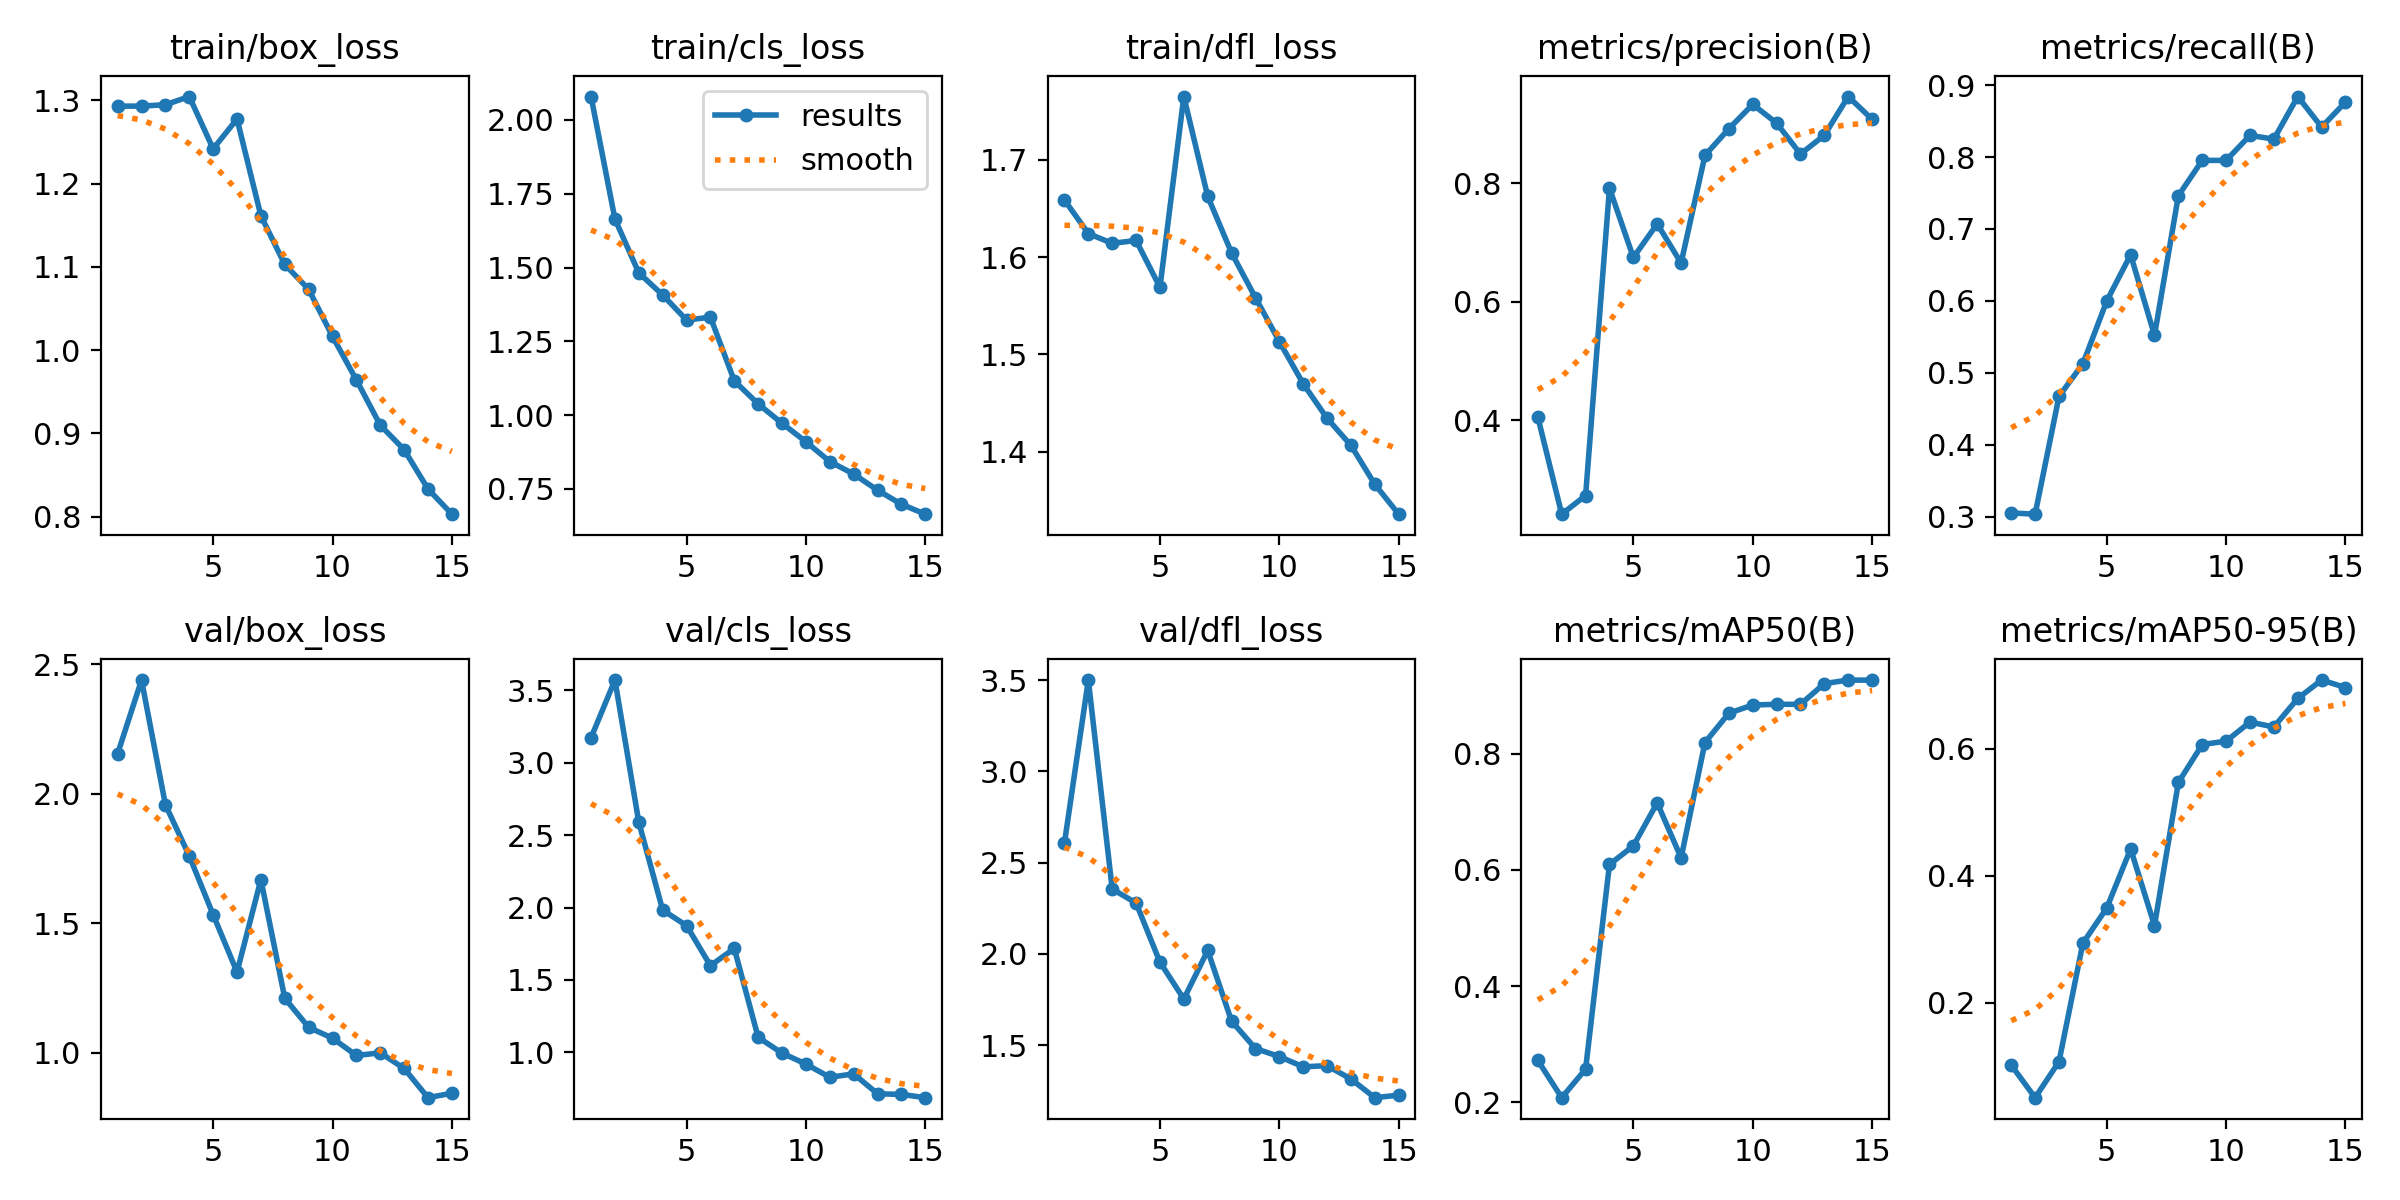 train/box_loss
train/cls_loss
train/dfl_loss
metrics/precision(B)
metrics/recall(B)
1.3
1.2
1.1
1.0
0.9
0.8
5 10 15
2.00
1.75
1.50
1.25
1.00
0.75
5 10 15
results
smooth
1.7
1.6
1.5
1.4
5 10 15
0.8
0.6
0.4
5 10 15
0.9
0.8
0.7
0.6
0.5
0.4
0.3
5 10 15
val/box_loss
val/cls_loss
val/dfl_loss
metrics/mAP50(B)
metrics/mAP50-95(B)
2.5
2.0
1.5
1.0
5 10 15
3.5
3.0
2.5
2.0
1.5
1.0
5 10 15
3.5
3.0
2.5
2.0
1.5
5 10 15
0.8
0.6
0.4
0.2
5 10 15
0.6
0.4
0.2
5 10 15